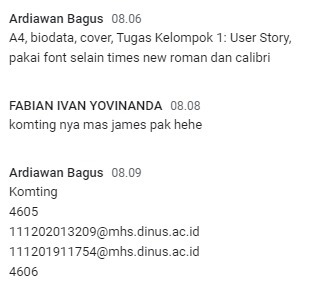 Ardiawan Bagus 08.06
A4, biodata, cover, Tugas Kelompok 1: User Story,
pakai font selain times new roman dan calibri
FABIAN IVAN YOVINANDA 08.08
komting nya mas james pak hehe
Ardiawan Bagus 08.09
Komting
4605
111202013209@mhs.dinus.ac.id
111201911754@mhs.dinus.ac.id
4606